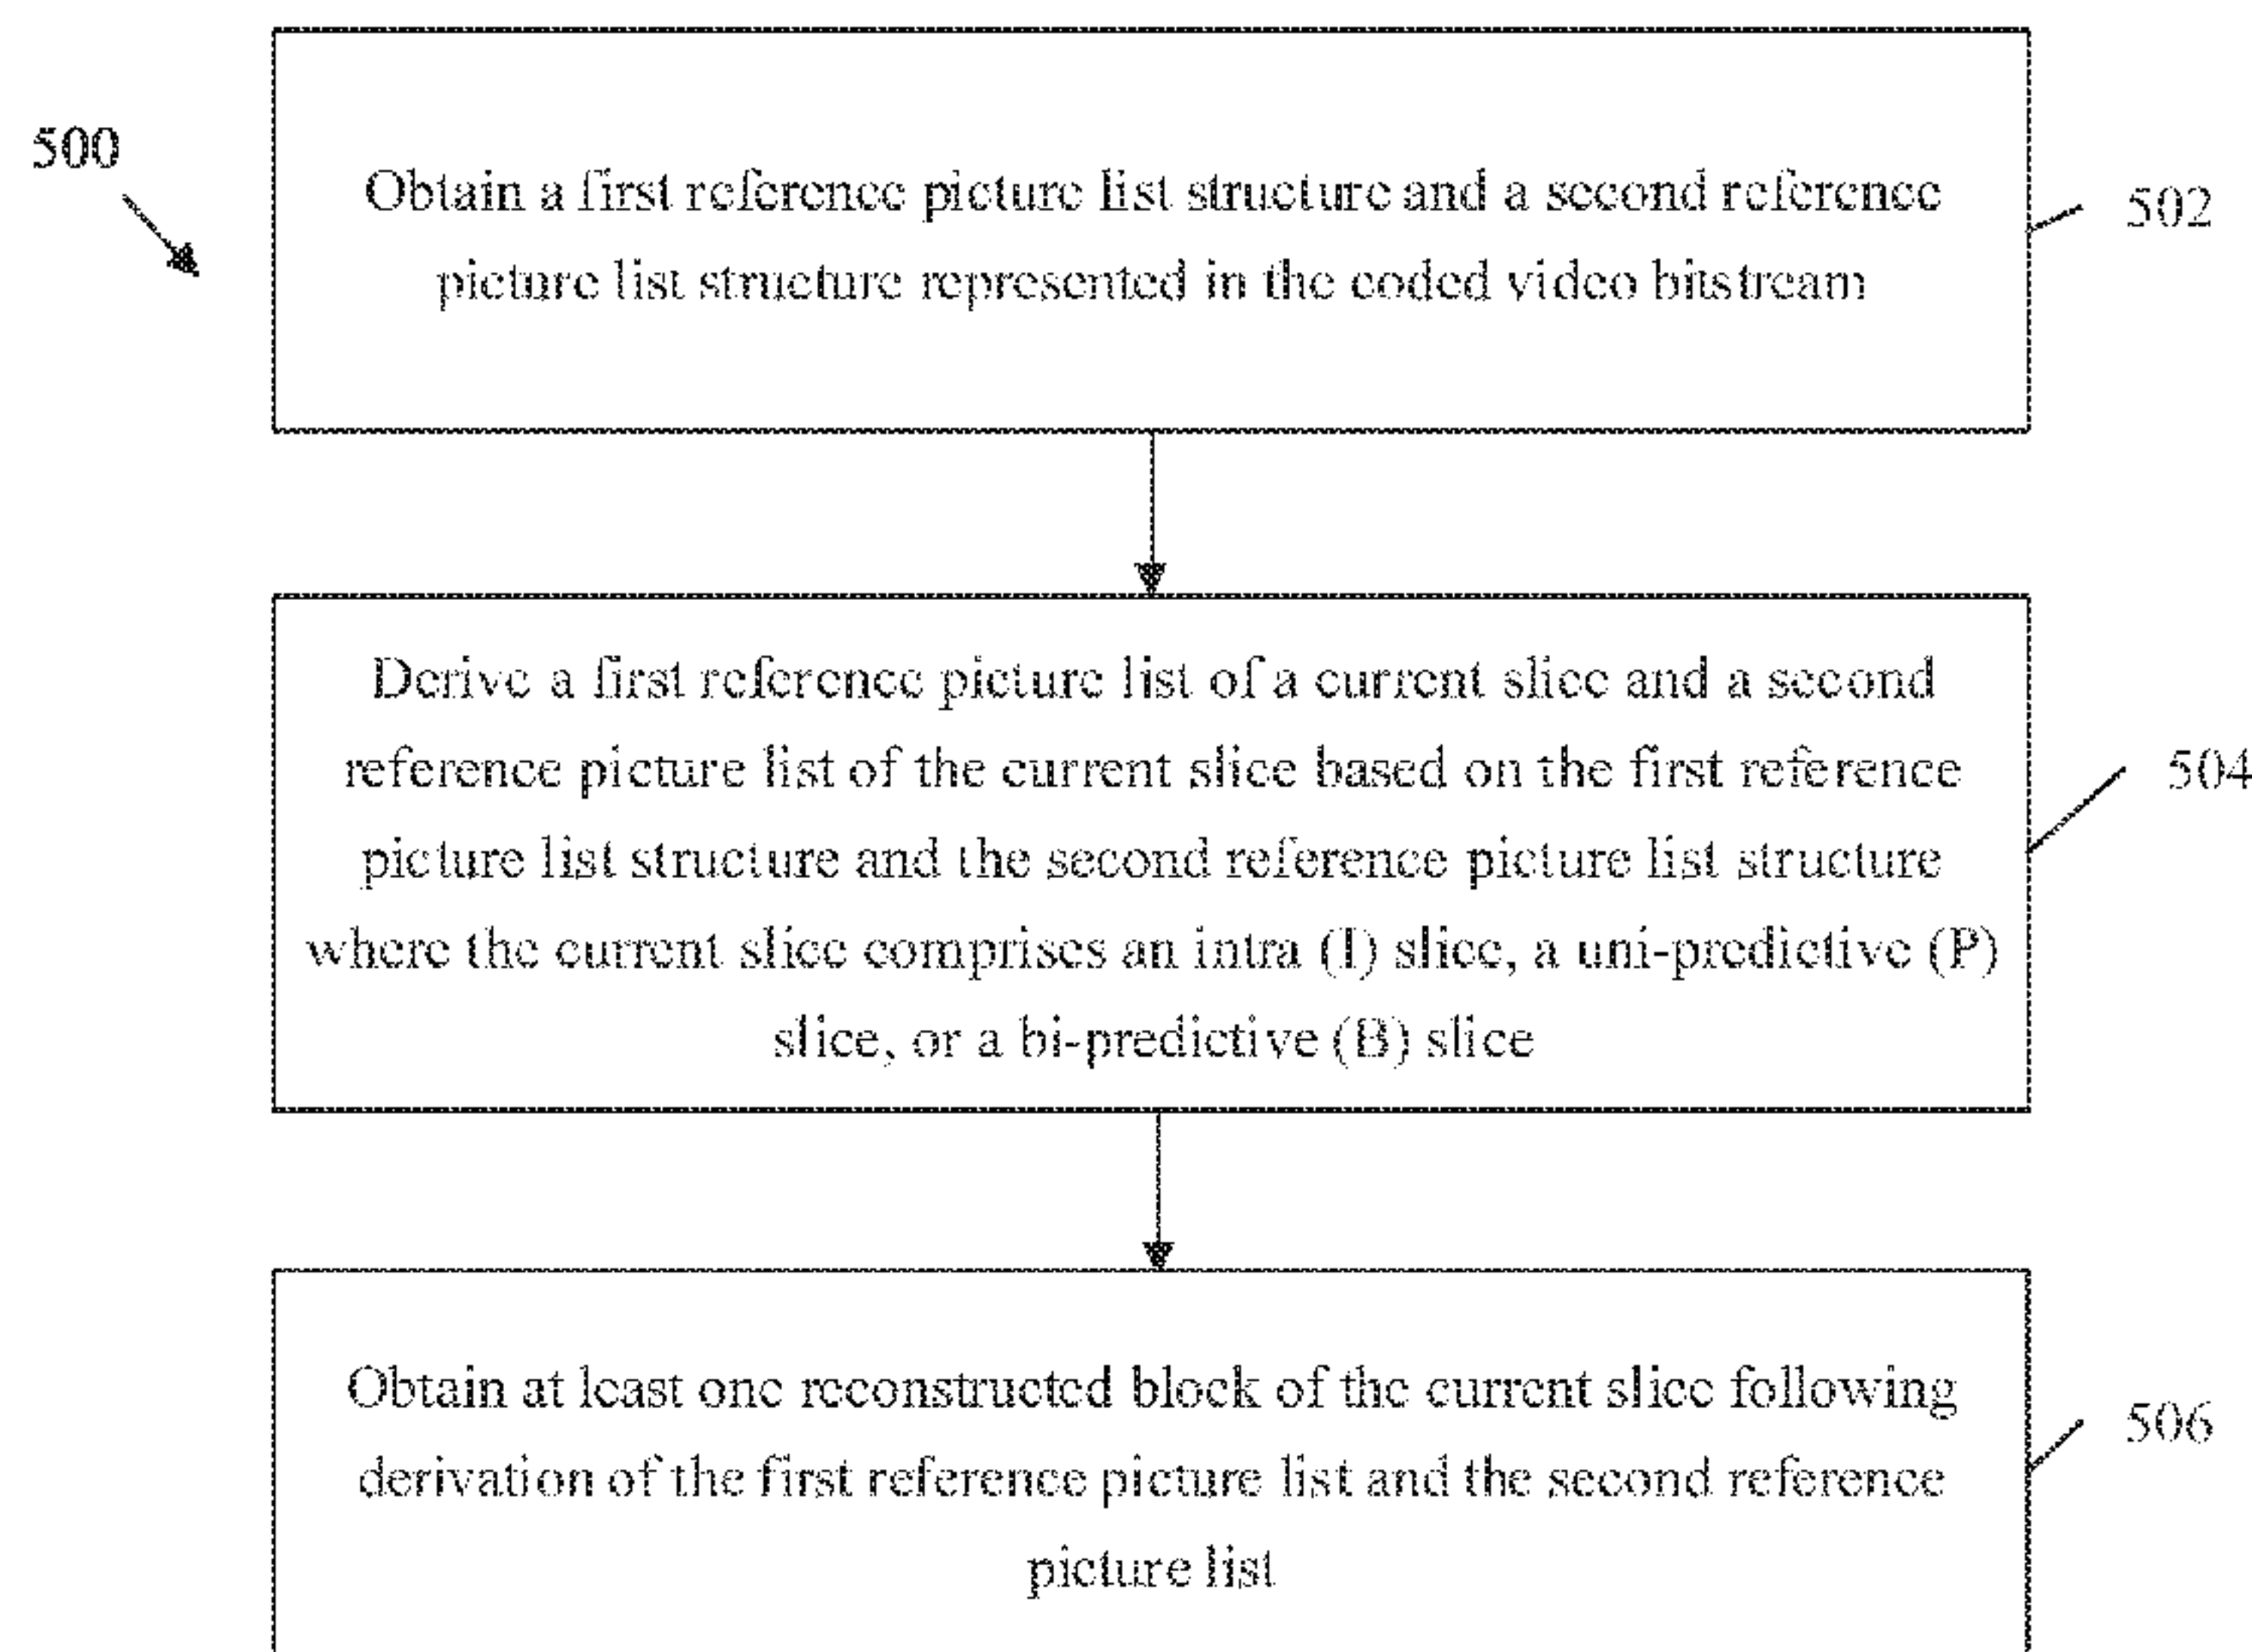 500
Obtain a first reference picture list structure and a second reference
picture list structure represented in the coded video bitstream
502
Derive a first reference picture list of a current slice and a second
reference picture list of the current slice based on the first reference
picture list structure and the second reference picture list structure
where the current slice comprises an intra (I) slice, a uni-predictive (P)
slice, or a bi-predictive (B) slice
504
Obtain at least one reconstructed block of the current slice following
derivation of the first reference picture list and the second reference
picture list
506